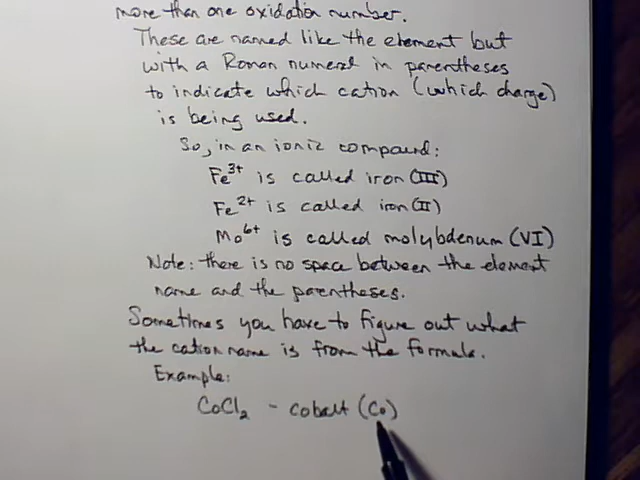 more than one oxidation number.
These are named like the element but
with a Roman numeral in parentheses
to indicate which cation (which charge)
is being used.
So, in an ionic compound:
Fe³⁺ is called iron(III)
Fe²⁺ is called iron(II)
Mo⁶⁺ is called molybdenum(VI)
Note: there is no space between the element
name and the parentheses.
Sometimes you have to figure out what
the cation name is from the formula.
Example:
CoCl₂ - cobalt (Co)